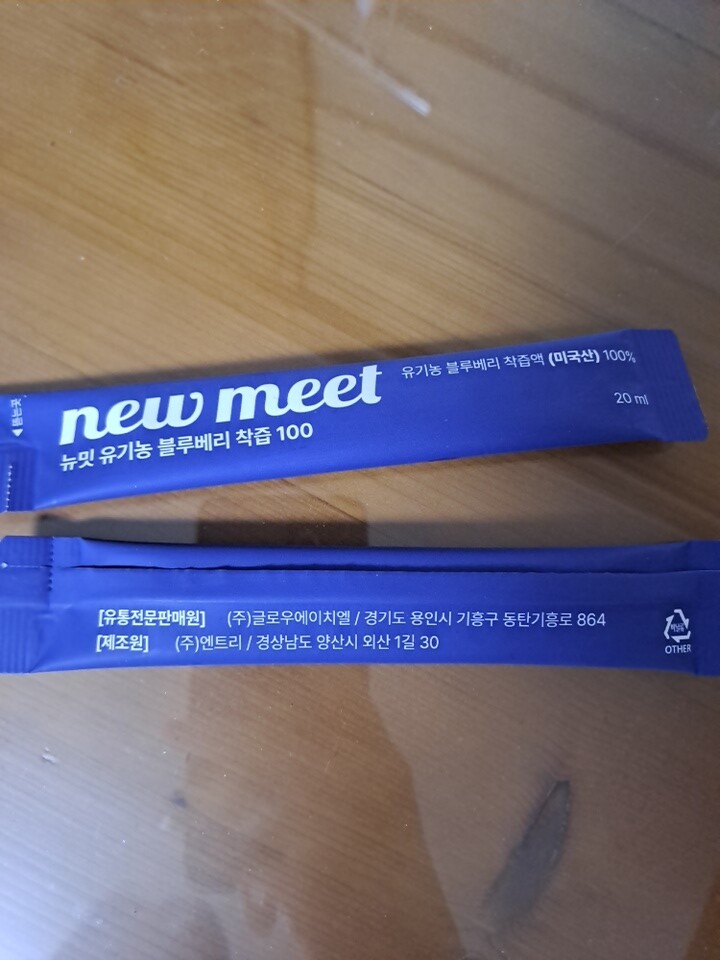 new meet
뉴밋 유기농 블루베리 착즙 100
유기농 블루베리 착즙액 (미국산) 100%
20 ml
◀뜯는곳
[유통전문판매원] (주)글로우에이치엘 / 경기도 용인시 기흥구 동탄기흥로 864
[제조원] (주)엔트리 / 경상남도 양산시 외산 1길 30
OTHER